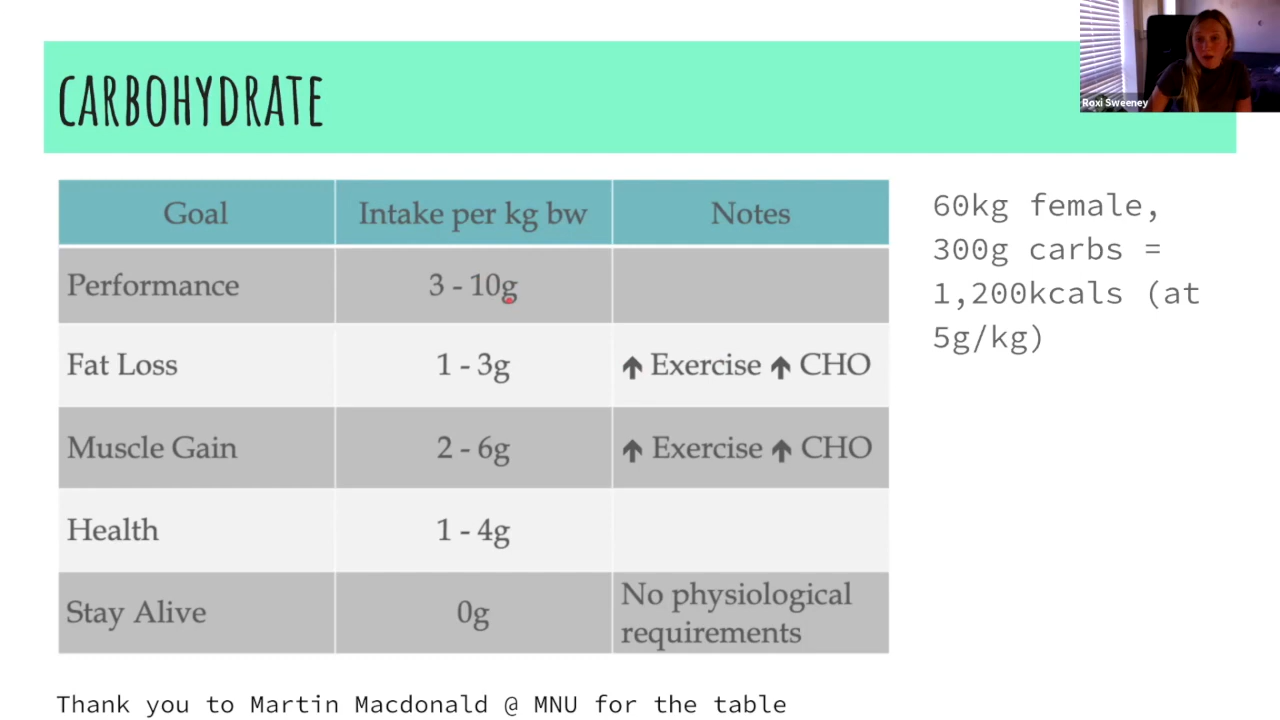 CARBOHYDRATE
Roxi Sweeney
Goal Intake per kg bw Notes
Performance 3 - 10g
Fat Loss 1 - 3g ↑ Exercise ↑ CHO
Muscle Gain 2 - 6g ↑ Exercise ↑ CHO
Health 1 - 4g
Stay Alive 0g No physiological
requirements
60kg female,
300g carbs =
1,200kcals (at
5g/kg)
Thank you to Martin Macdonald @ MNU for the table